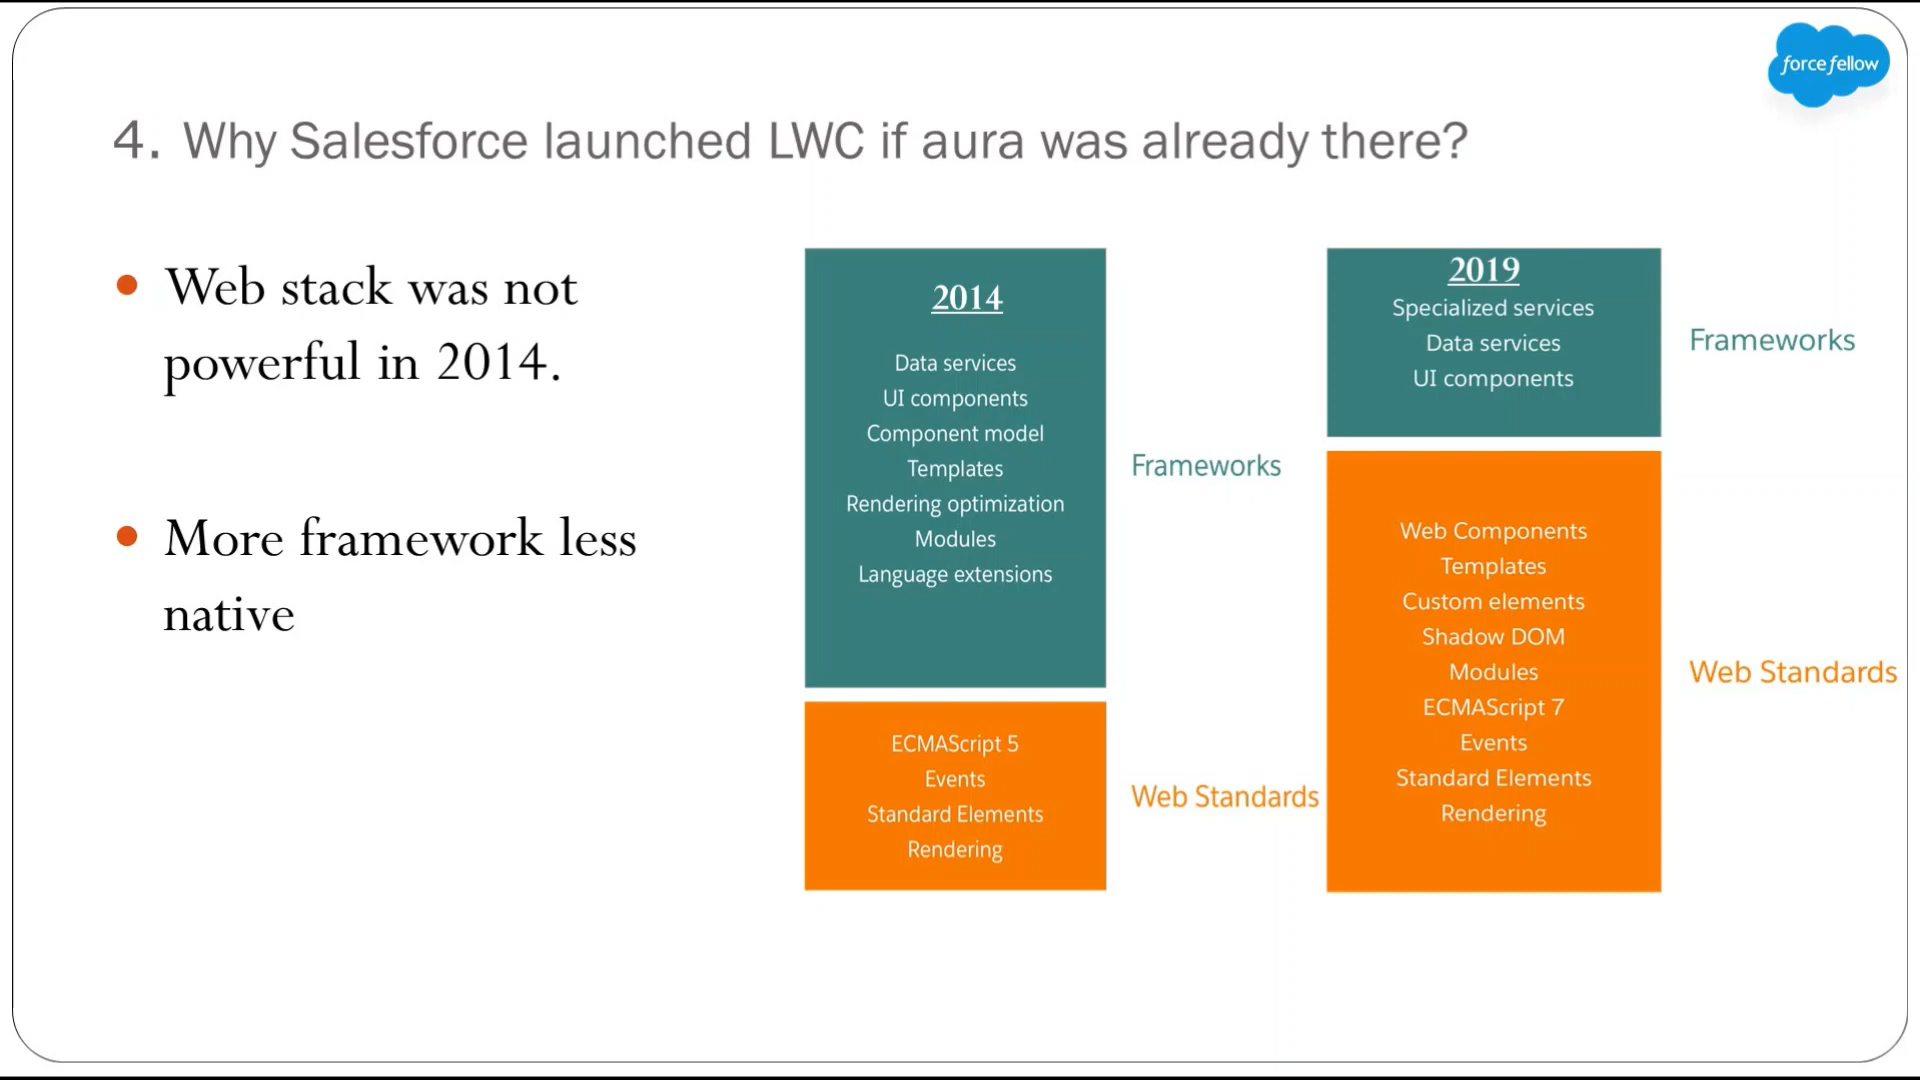 force fellow
4. Why Salesforce launched LWC if aura was already there?
Web stack was not
powerful in 2014.
More framework less
native
2014
Data services
UI components
Component model
Templates
Rendering optimization
Modules
Language extensions
Frameworks
ECMAScript 5
Events
Standard Elements
Rendering
Web Standards
2019
Specialized services
Data services
UI components
Frameworks
Web Components
Templates
Custom elements
Shadow DOM
Modules
ECMAScript 7
Events
Standard Elements
Rendering
Web Standards